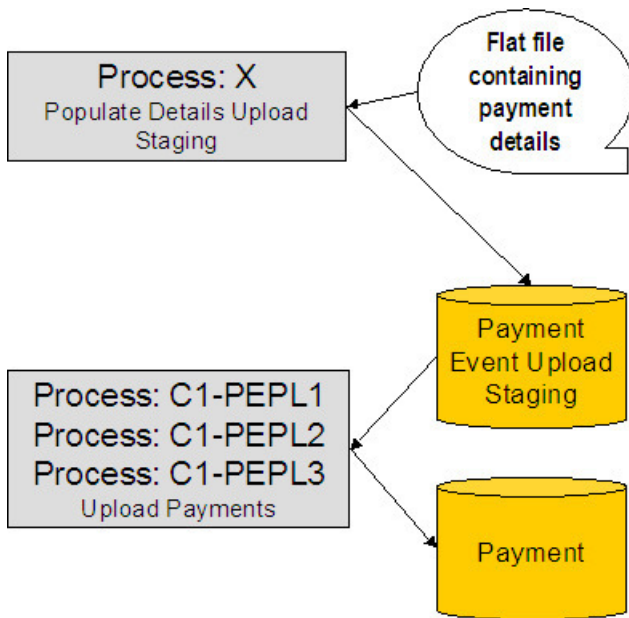 Process: X
Populate Details Upload
Staging
Flat file
containing
payment
details
Payment
Event Upload
Staging
Process: C1-PEPL1
Process: C1-PEPL2
Process: C1-PEPL3
Upload Payments
Payment